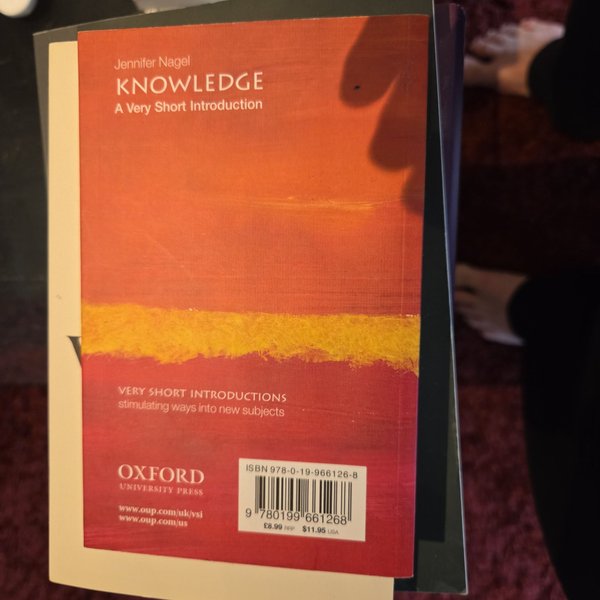 Jennifer Nagel
KNOWLEDGE
A Very Short Introduction
VERY SHORT INTRODUCTIONS
stimulating ways into new subjects
OXFORD
UNIVERSITY PRESS
www.oup.com/uk/vsi
www.oup.com/us
ISBN 978-0-19-966126-8
9 780199 661268
£8.99 RRP $11.95 USA